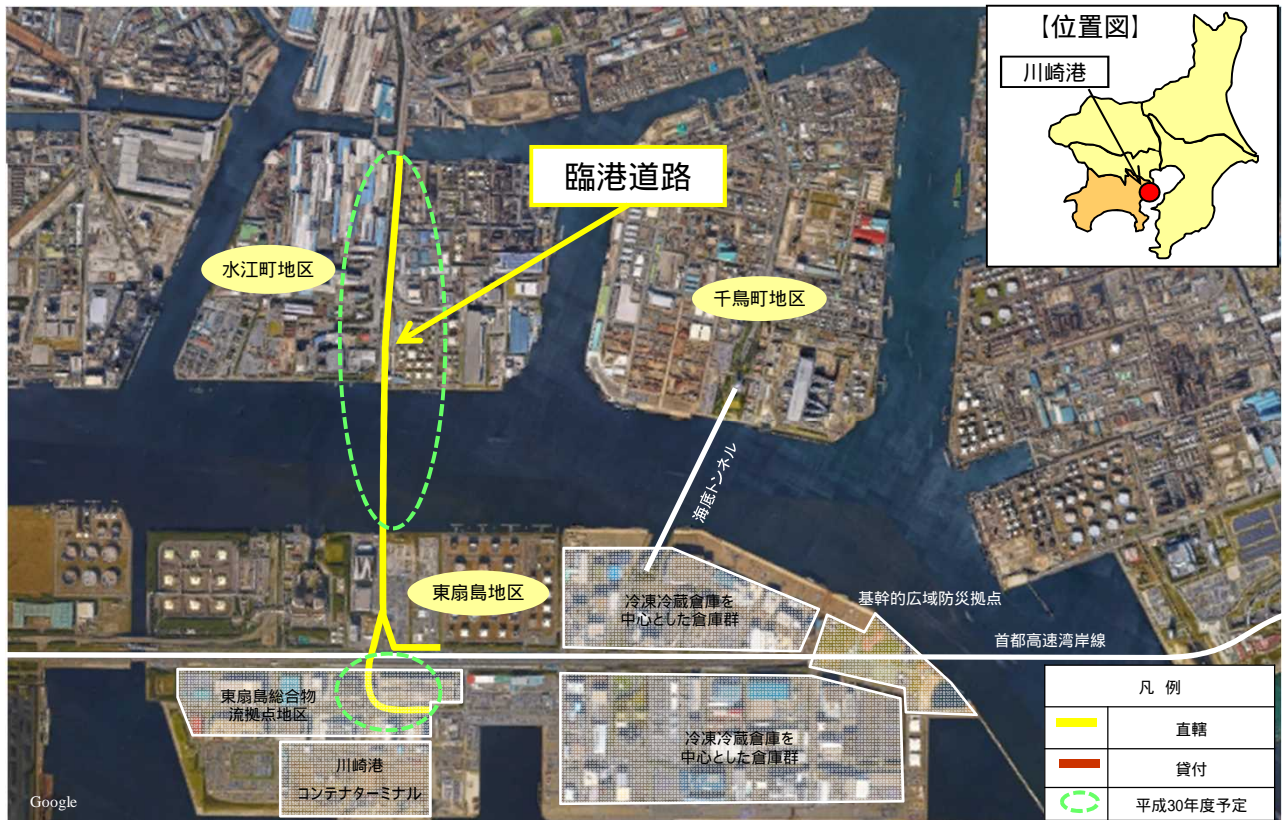 【位置図】
川崎港
臨港道路
水江町地区
千鳥町地区
海底トンネル
東扇島地区
冷凍冷蔵倉庫を
中心とした倉庫群
基幹的広域防災拠点
首都高速湾岸線
東扇島総合物
流拠点地区
冷凍冷蔵倉庫を
中心とした倉庫群
川崎港
コンテナターミナル
凡 例
直轄
貸付
平成30年度予定
Google